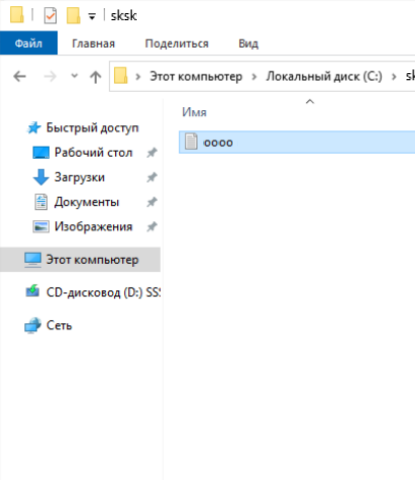 sksk
Файл Главная Поделиться Вид
Этот компьютер Локальный диск (C:)
Имя
Быстрый доступ
oooo
Рабочий стол
Загрузки
Документы
Изображения
Этот компьютер
CD-дисковод (D:)
Сеть